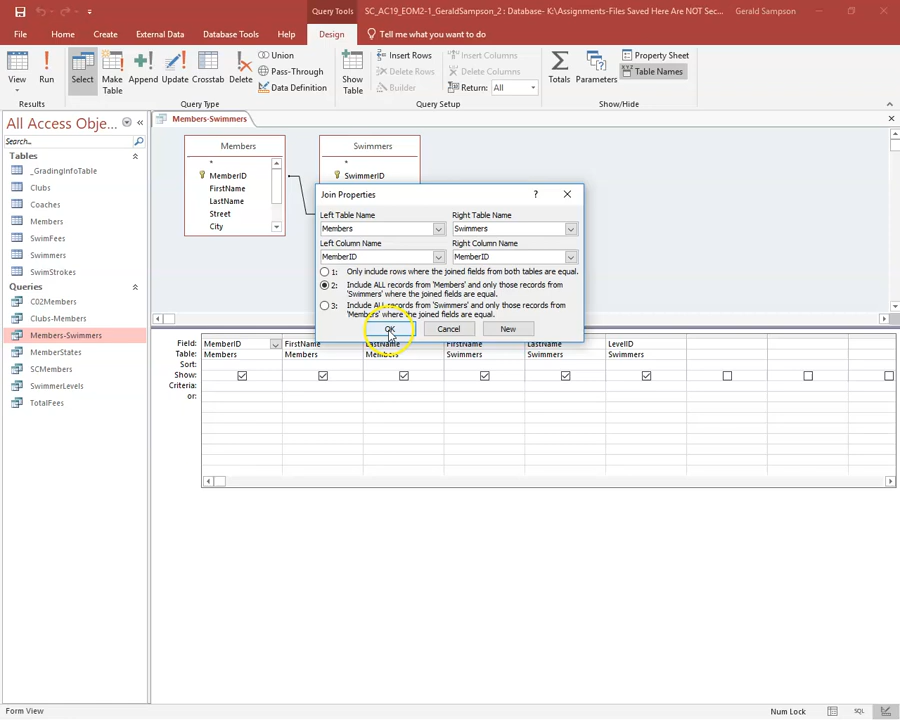 Query Tools
SC_AC19_EOM2-1_GeraldSampson_2 : Database- K:\Assignments-Files Saved Here Are NOT Sec...
Gerald Sampson
File Home Create External Data Database Tools Help Design Tell me what you want to do
View
Run
Select
Make Table
Append
Update
Crosstab
Delete
Union
Pass-Through
Data Definition
Show Table
Insert Rows
Delete Rows
Builder
Insert Columns
Delete Columns
Return: All
Totals
Parameters
Property Sheet
Table Names
Results
Query Type
Query Setup
Show/Hide
All Access Obje...
Search...
Tables
_GradingInfoTable
Clubs
Coaches
Members
SwimFees
Swimmers
SwimStrokes
Queries
C02Members
Clubs-Members
Members-Swimmers
MemberStates
SCMembers
SwimmerLevels
TotalFees
Members-Swimmers
Members
*
MemberID
FirstName
LastName
Street
City
Swimmers
*
SwimmerID
Join Properties
?
Left Table Name
Right Table Name
Members
Swimmers
Left Column Name
Right Column Name
MemberID
MemberID
1: Only include rows where the joined fields from both tables are equal.
2: Include ALL records from 'Members' and only those records from
'Swimmers' where the joined fields are equal.
3: Include ALL records from 'Swimmers' and only those records from
'Members' where the joined fields are equal.
OK
Cancel
New
Field: MemberID FirstName LastName FirstName LastName LevelID
Table: Members Members Members Swimmers Swimmers Swimmers
Sort:
Show:
Criteria:
or:
Form View
Num Lock
SQL